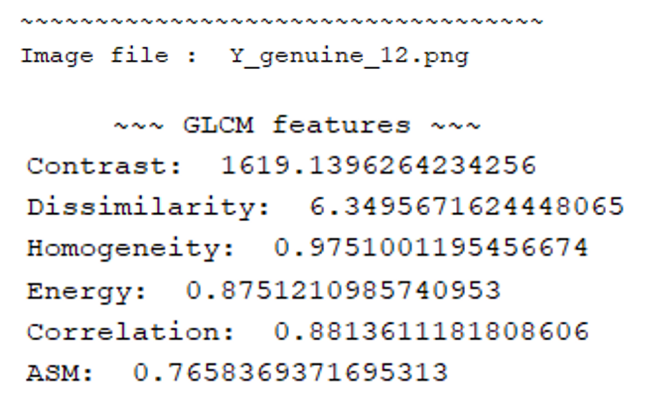 ~~~~~~~~~~~~~~~~~~~~~~~~~~~~~~~~~~~
Image file :  Y_genuine_12.png
~~~ GLCM features ~~~
Contrast:  1619.1396264234256
Dissimilarity:  6.3495671624448065
Homogeneity:  0.9751001195456674
Energy:  0.8751210985740953
Correlation:  0.8813611181808606
ASM:  0.7658369371695313